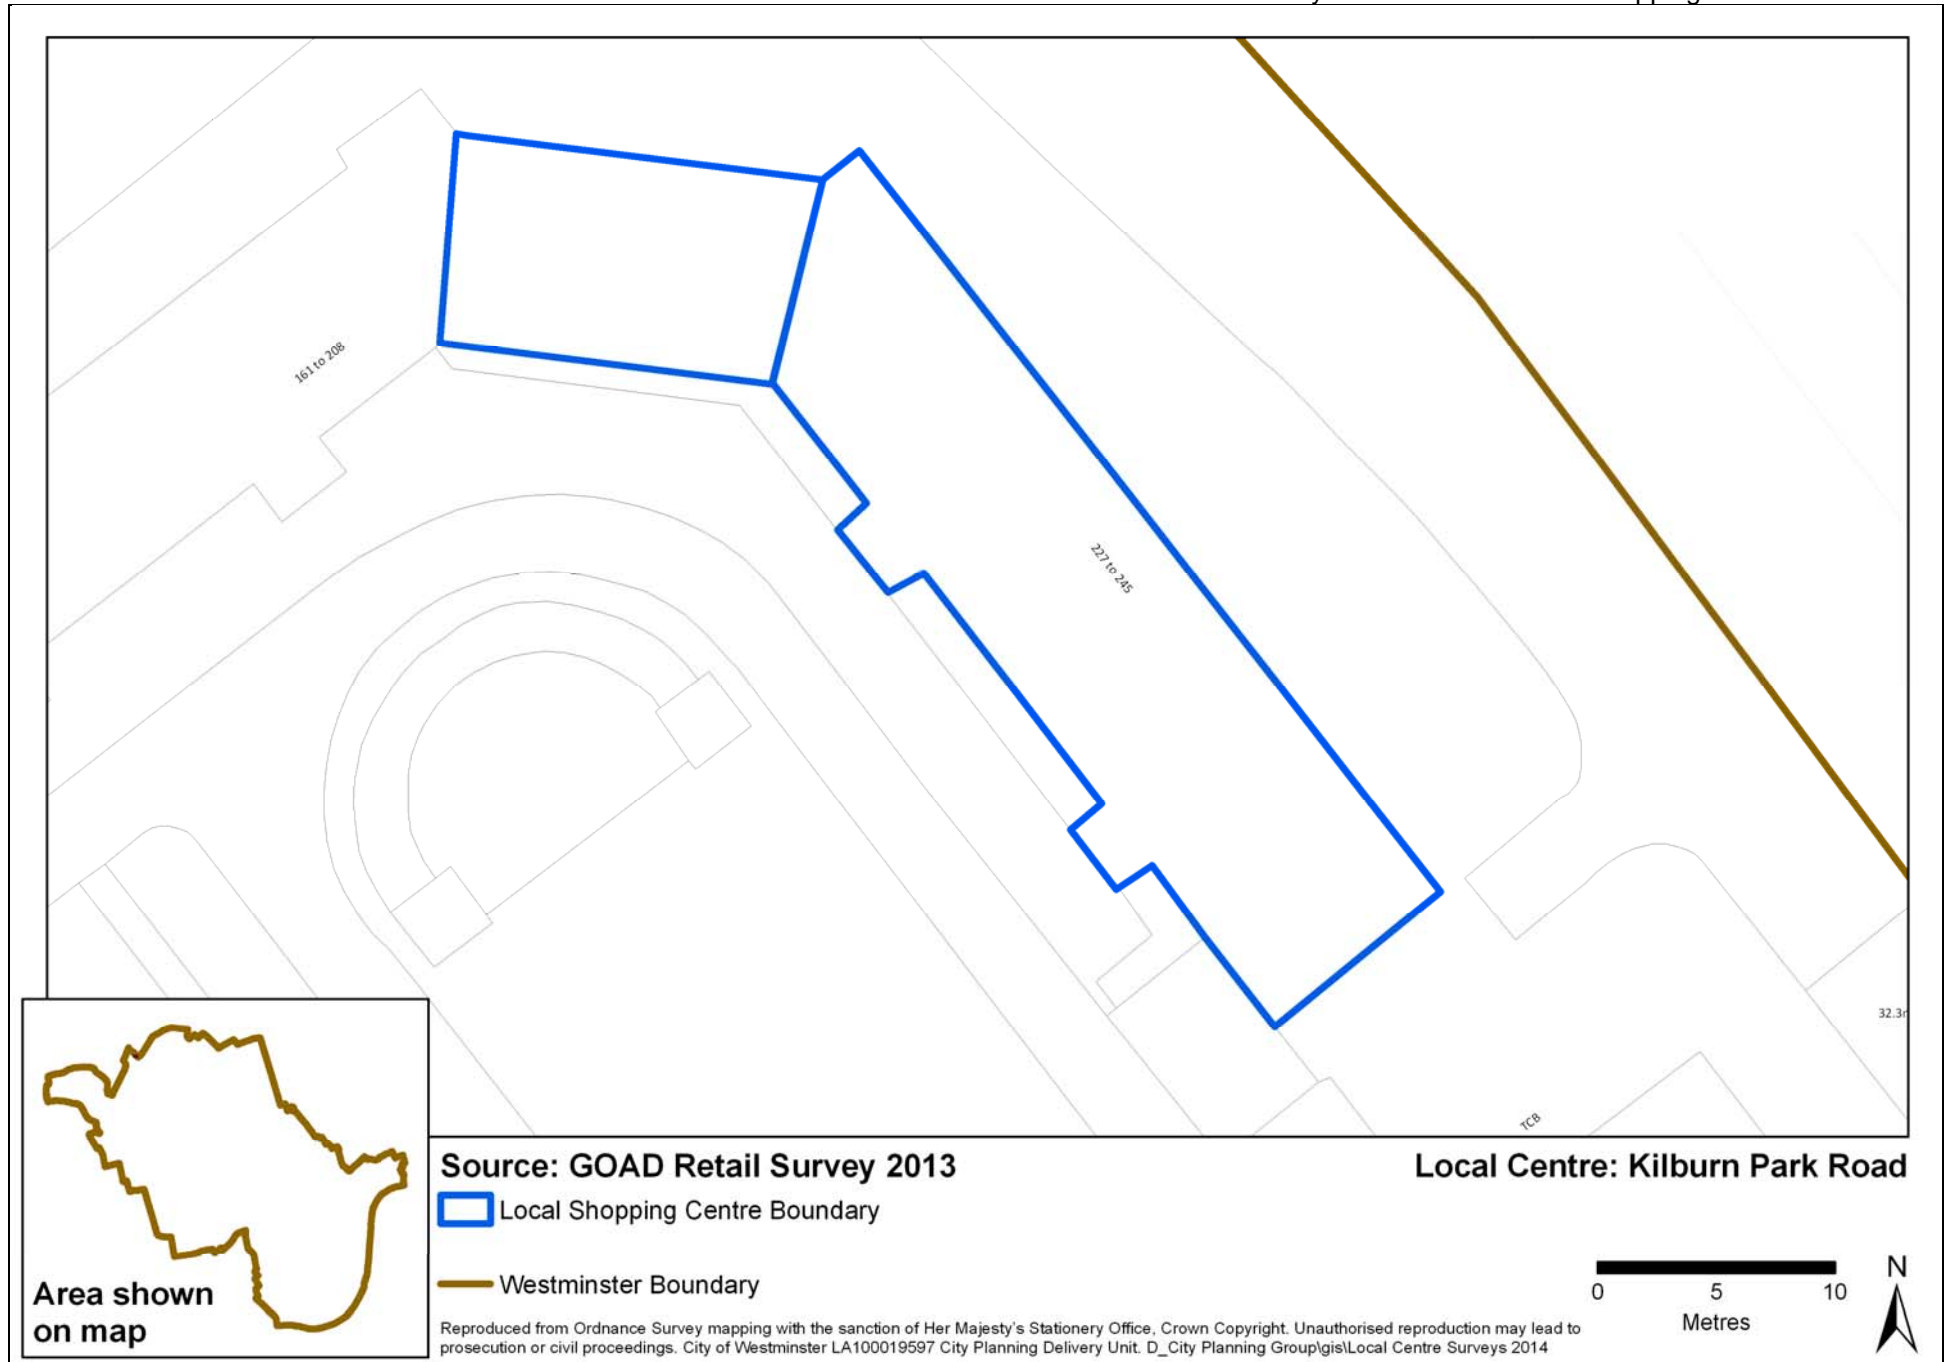 161 to 208
227 to 245
TCB
Source: GOAD Retail Survey 2013
Local Centre: Kilburn Park Road
Local Shopping Centre Boundary
Westminster Boundary
Area shown
on map
0 5 10
Metres
N
Reproduced from Ordnance Survey mapping with the sanction of Her Majesty's Stationery Office, Crown Copyright. Unauthorised reproduction may lead to
prosecution or civil proceedings. City of Westminster LA100019597 City Planning Delivery Unit. D_City Planning Group\gis\Local Centre Surveys 2014